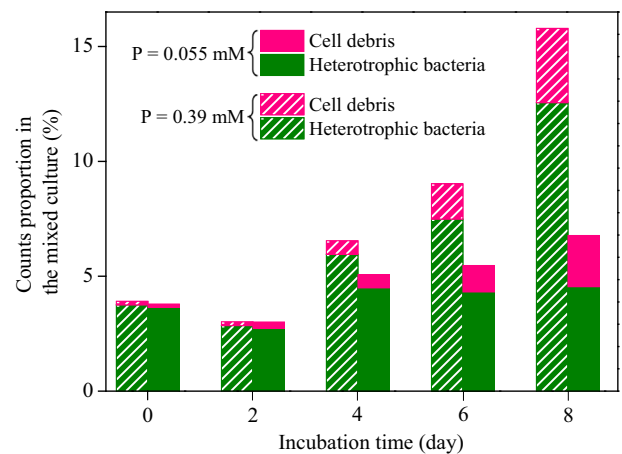 15
10
5
0
Counts proportion in
the mixed culture (%)
P = 0.055 mM
Cell debris
Heterotrophic bacteria
P = 0.39 mM
Cell debris
Heterotrophic bacteria
0 2 4 6 8
Incubation time (day)